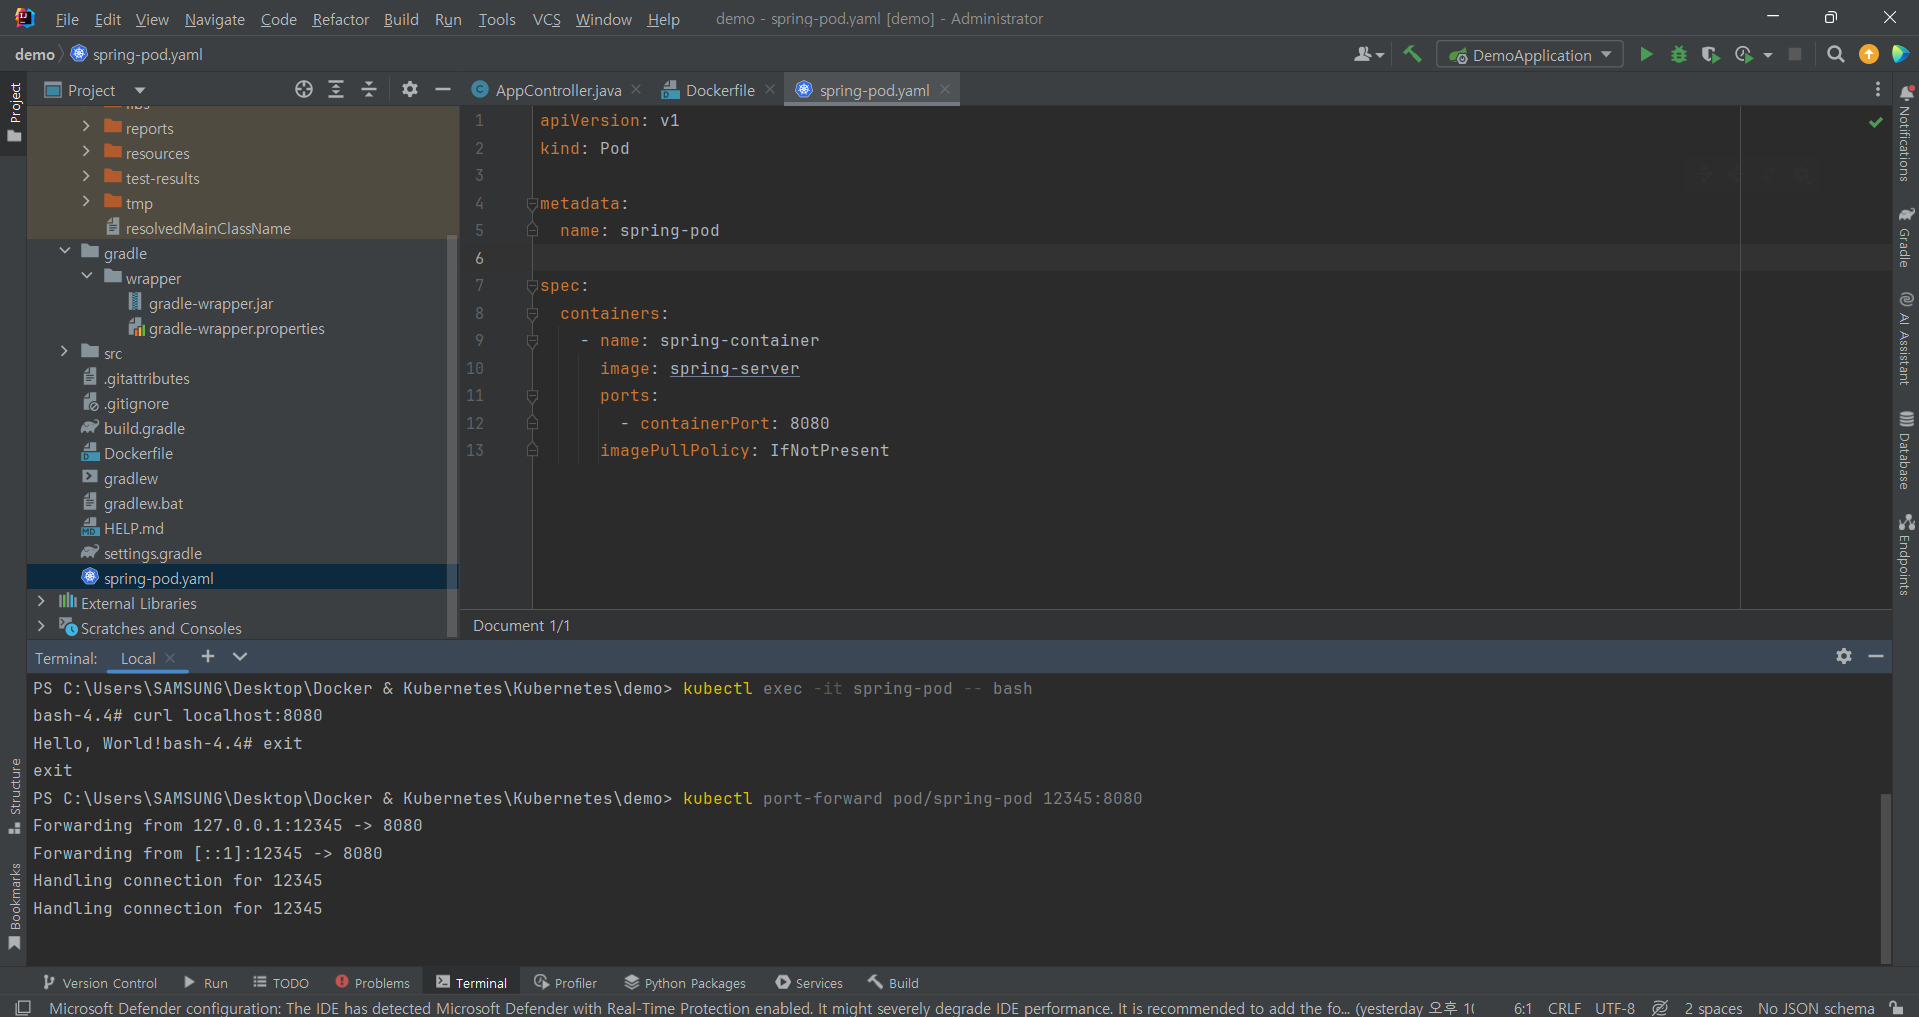 File Edit View Navigate Code Refactor Build Run Tools VCS Window Help demo - spring-pod.yaml [demo] - Administrator
demo spring-pod.yaml
DemoApplication
Project
Project
AppController.java
Dockerfile
spring-pod.yaml
libs
reports
resources
test-results
tmp
resolvedMainClassName
gradle
wrapper
gradle-wrapper.jar
gradle-wrapper.properties
src
.gitattributes
.gitignore
build.gradle
Dockerfile
gradlew
gradlew.bat
HELP.md
settings.gradle
spring-pod.yaml
External Libraries
Scratches and Consoles
1 apiVersion: v1
2 kind: Pod
3
4 metadata:
5 name: spring-pod
6
7 spec:
8 containers:
9 - name: spring-container
10 image: spring-server
11 ports:
12 - containerPort: 8080
13 imagePullPolicy: IfNotPresent
Document 1/1
Notifications
Gradle
AI Assistant
Database
Endpoints
Terminal: Local
PS C:\Users\SAMSUNG\Desktop\Docker & Kubernetes\Kubernetes\demo> kubectl exec -it spring-pod -- bash
bash-4.4# curl localhost:8080
Hello, World!bash-4.4# exit
exit
PS C:\Users\SAMSUNG\Desktop\Docker & Kubernetes\Kubernetes\demo> kubectl port-forward pod/spring-pod 12345:8080
Forwarding from 127.0.0.1:12345 -> 8080
Forwarding from [::1]:12345 -> 8080
Handling connection for 12345
Handling connection for 12345
Structure
Bookmarks
Version Control Run TODO Problems Terminal Profiler Python Packages Services Build
Microsoft Defender configuration: The IDE has detected Microsoft Defender with Real-Time Protection enabled. It might severely degrade IDE performance. It is recommended to add the fo... (yesterday 오후 10 6:1 CRLF UTF-8 2 spaces No JSON schema